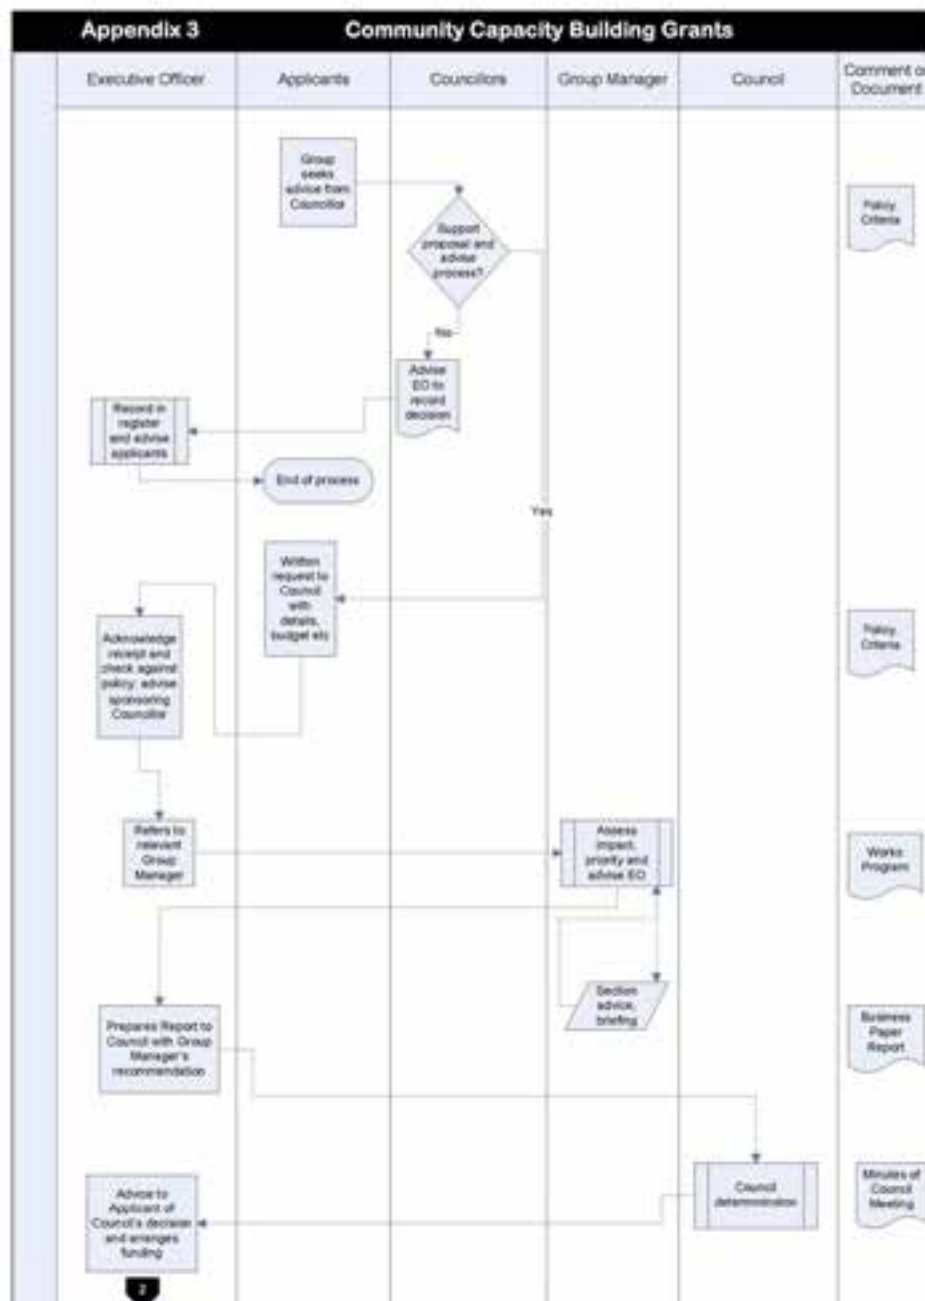 Appendix 3
Community Capacity Building Grants
Executive Officer
Applicants
Councillors
Group Manager
Council
Comment or
Document
Group
seeks
advice from
Councillor
Policy,
Criteria
Support
proposal and
advise
process?
No
Advise
EO to
record
decision
Record in
register
and advise
applicants
End of process
Yes
Written
request to
Council
with
details,
budget etc
Acknowledge
receipt and
check against
policy; advise
sponsoring
Councillor
Policy,
Criteria
Refers to
relevant
Group
Manager
Assess
impact,
priority and
advise EO
Works
Program
Section
advice,
briefing
Prepares Report to
Council with Group
Manager's
recommendation
Business
Paper
Report
Council
determination
Minutes of
Council
Meeting
Advice to
Applicant of
Council's decision
and arranges
funding
2